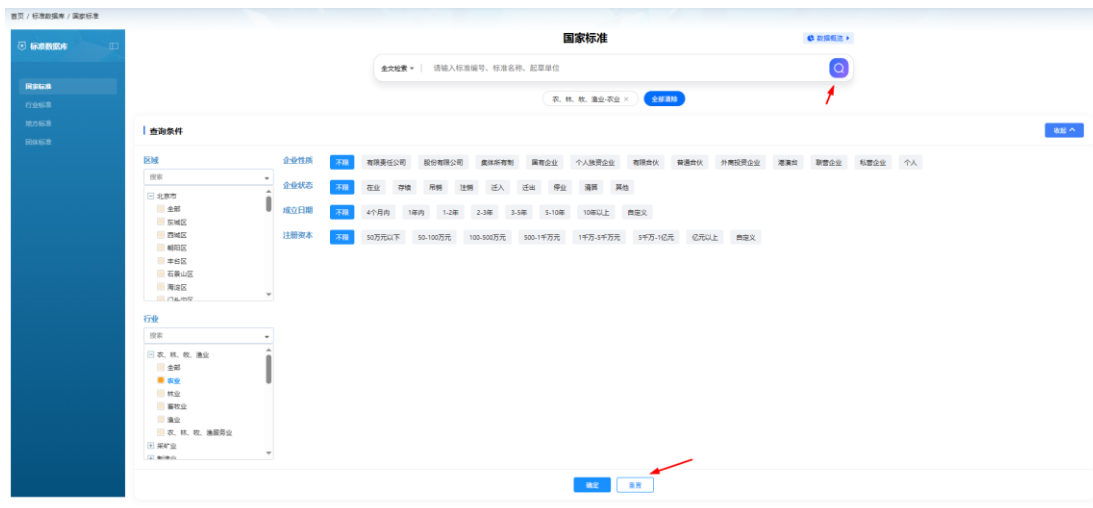 首页 / 标准数据库 / 国家标准
标准数据库
国家标准
行业标准
地方标准
团体标准
国家标准
数据概览
全文检索 请输入标准编号、标准名称、起草单位
农、林、牧、渔业-农业 × 全部清除
查询条件
收起
区域
搜索
北京市
全部
东城区
西城区
朝阳区
丰台区
石景山区
海淀区
门头沟区
行业
搜索
农、林、牧、渔业
全部
农业
林业
畜牧业
渔业
农、林、牧、渔服务业
采矿业
制造业
企业性质 不限 有限责任公司 股份有限公司 集体所有制 国有企业 个人独资企业 有限合伙 普通合伙 外商投资企业 港澳台 联营企业 私营企业 个人
企业状态 不限 在业 存续 吊销 注销 迁入 迁出 停业 清算 其他
成立日期 不限 4个月内 1年内 1-2年 2-3年 3-5年 5-10年 10年以上 自定义
注册资本 不限 50万元以下 50-100万元 100-500万元 500-1千万元 1千万-5千万元 5千万-1亿元 亿元以上 自定义
确定 重置